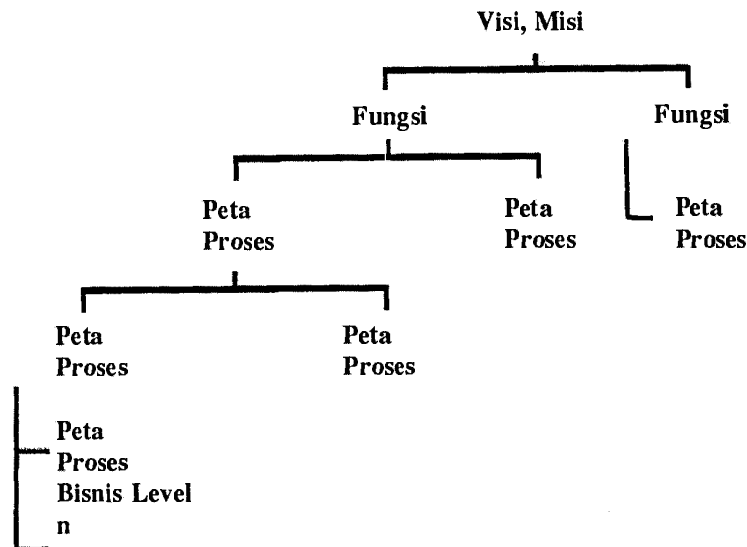 Visi, Misi
Fungsi
Fungsi
Peta
Proses
Peta
Proses
Peta
Proses
Peta
Proses
Peta
Proses
Peta
Proses
Bisnis Level
n